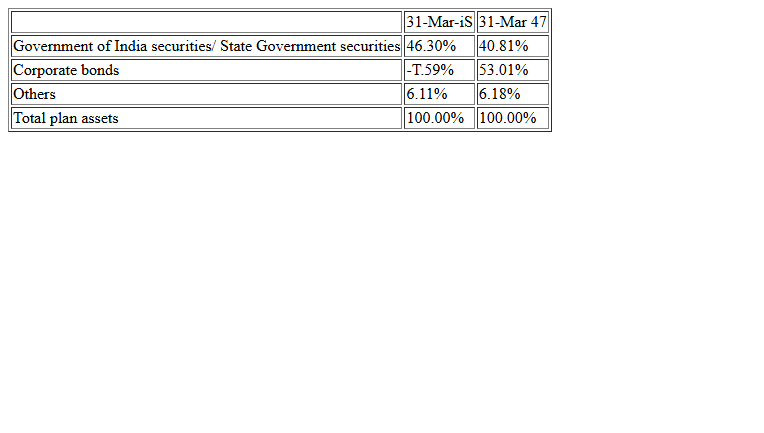 31-Mar-iS 31-Mar 47
Government of India securities/ State Government securities 46.30% 40.81%
Corporate bonds -T.59% 53.01%
Others 6.11% 6.18%
Total plan assets 100.00% 100.00%